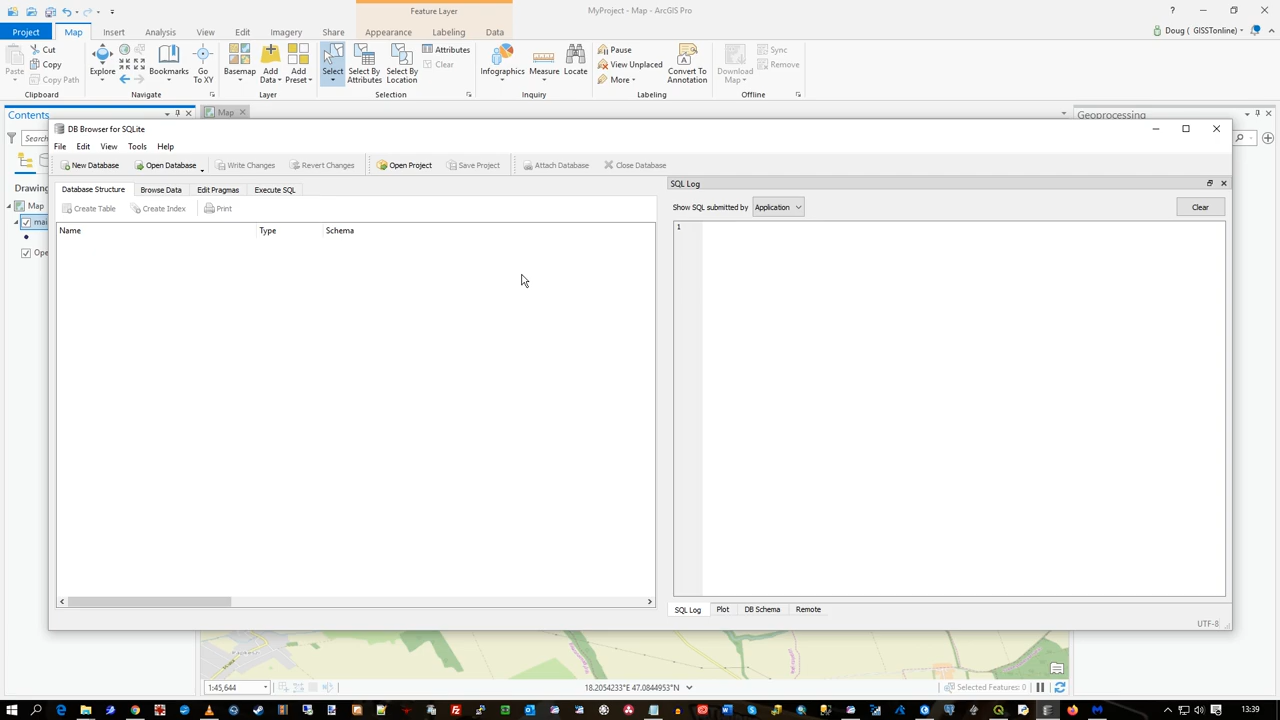 Feature Layer
MyProject - Map - ArcGIS Pro
Project Map Insert Analysis View Edit Imagery Share Appearance Labeling Data
Doug ( GISSTonline)
Paste
Cut
Copy
Copy Path
Clipboard
Explore
Bookmarks
Go To XY
Navigate
Basemap
Add Data
Add Preset
Layer
Select
Select By Attributes
Select By Location
Attributes
Clear
Selection
Infographics
Measure
Locate
Inquiry
Pause
View Unplaced
More
Convert To Annotation
Labeling
Download Map
Sync
Remove
Offline
Contents
Map
Geoprocessing
Search
Drawing
Map
mai
Ope
DB Browser for SQLite
File Edit View Tools Help
New Database Open Database Write Changes Revert Changes Open Project Save Project Attach Database Close Database
Database Structure Browse Data Edit Pragmas Execute SQL
Create Table Create Index Print
Name Type Schema
SQL Log
Show SQL submitted by Application Clear
1
SQL Log Plot DB Schema Remote
UTF-8
1:45,644
18.2054233°E 47.0844953°N
Selected Features: 0
13:39